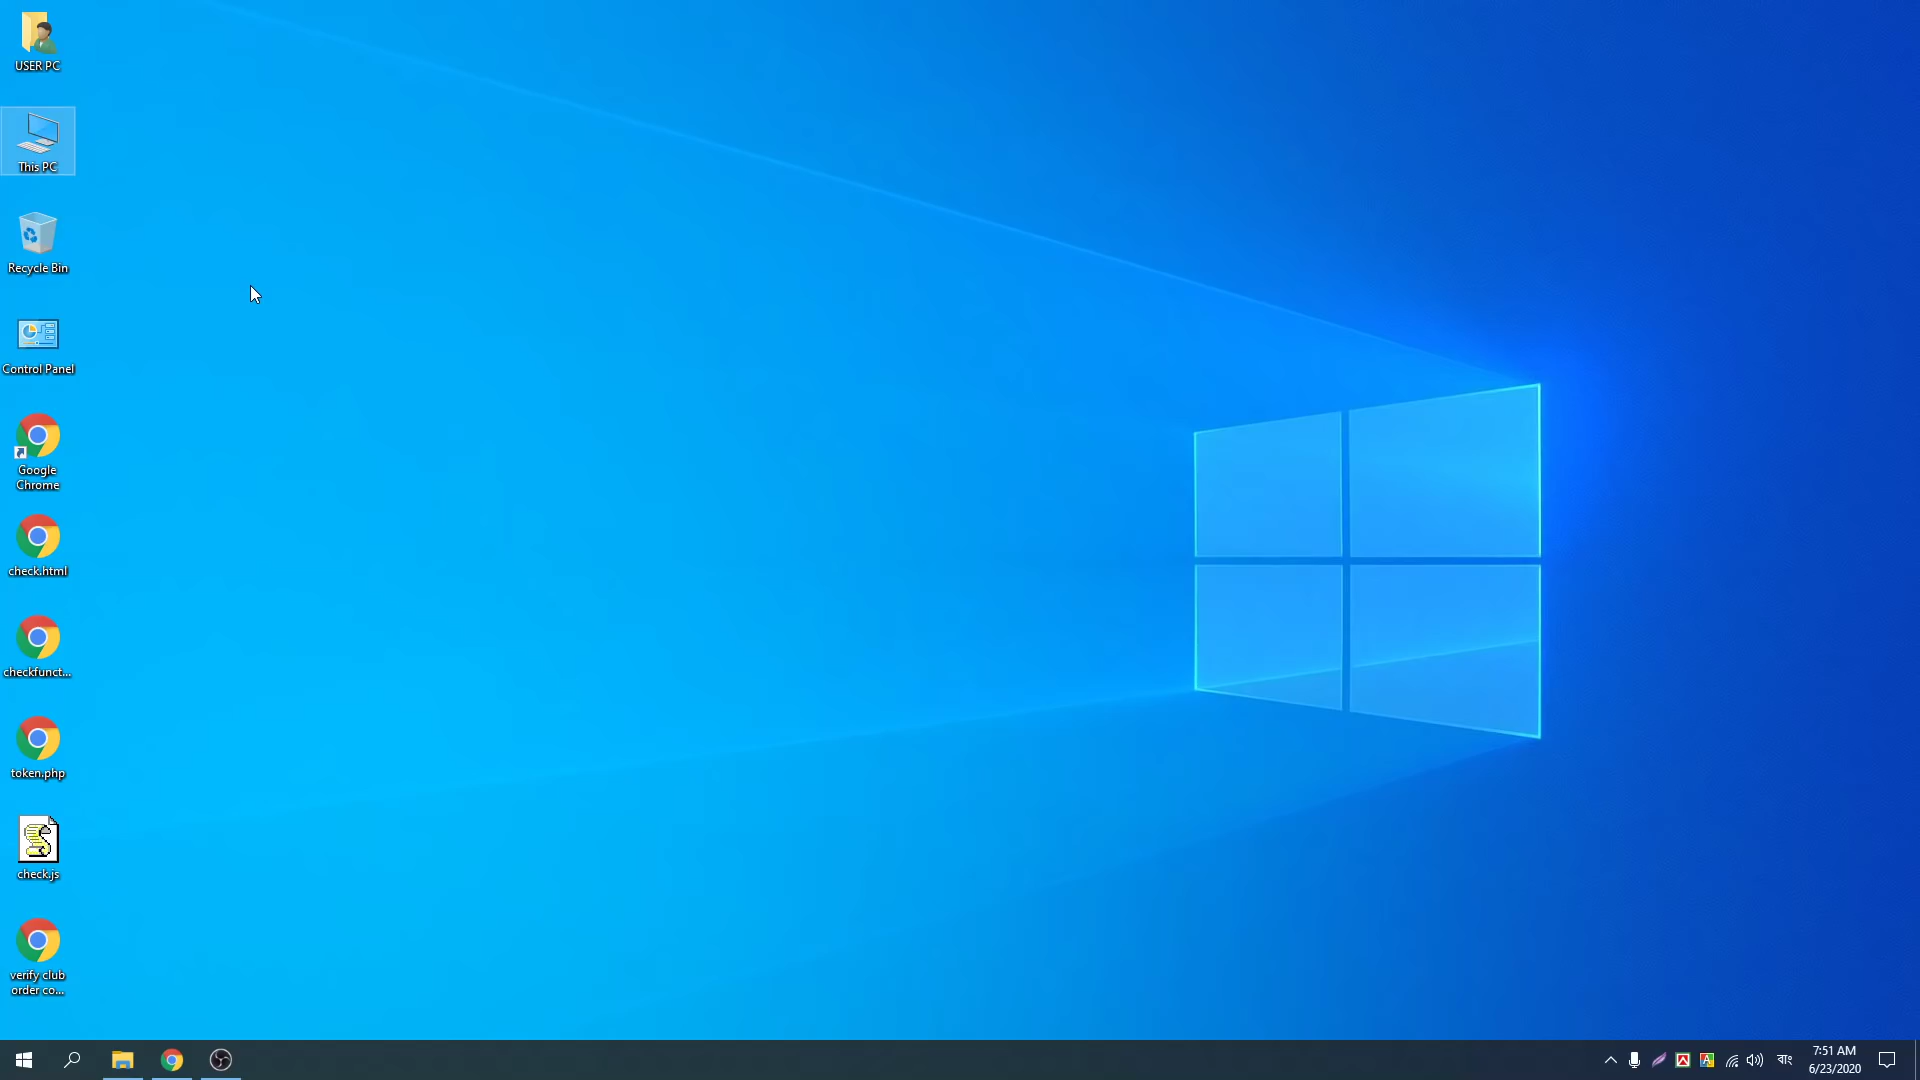 USER PC
This PC
Recycle Bin
Control Panel
Google
Chrome
check.html
checkfunct...
token.php
check.js
verify club
order co...
বাং
7:51 AM
6/23/2020